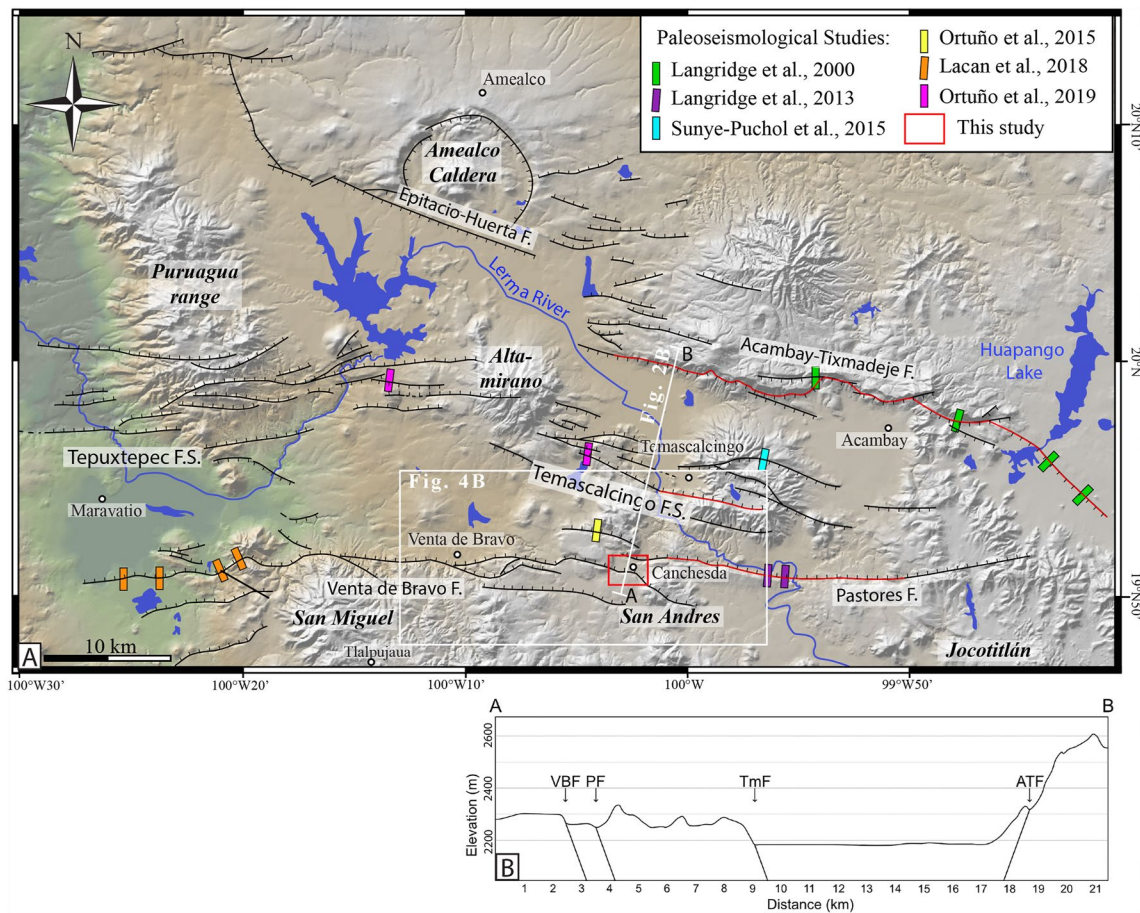 N
Paleoseismological Studies:
Langridge et al., 2000
Langridge et al., 2013
Sunye-Puchol et al., 2015
Ortuño et al., 2015
Lacan et al., 2018
Ortuño et al., 2019
This study
Amealco
Amealco
Caldera
Epitacio-Huerta F.
Puruagua
range
Lerma River
Alta-
mirano
B
Fig. 2B
Acambay-Tixmadeje F.
Huapango
Lake
Acambay
Temascalcingo
Temascalcingo F.S.
Tepuxtepec F.S.
Maravatio
Fig. 4B
Venta de Bravo
Venta de Bravo F.
Canchesda
A
San Miguel
San Andres
Pastores F.
Tlalpujaua
Jocotitlán
A
10 km
20°N10'
20°N
19°N50'
100°W30'
100°W20'
100°W10'
100°W
99°W50'
A
B
VBF
PF
TmF
ATF
Elevation (m)
2600
2400
2300
2200
B
1 2 3 4 5 6 7 8 9 10 11 12 13 14 15 16 17 18 19 20 21
Distance (km)